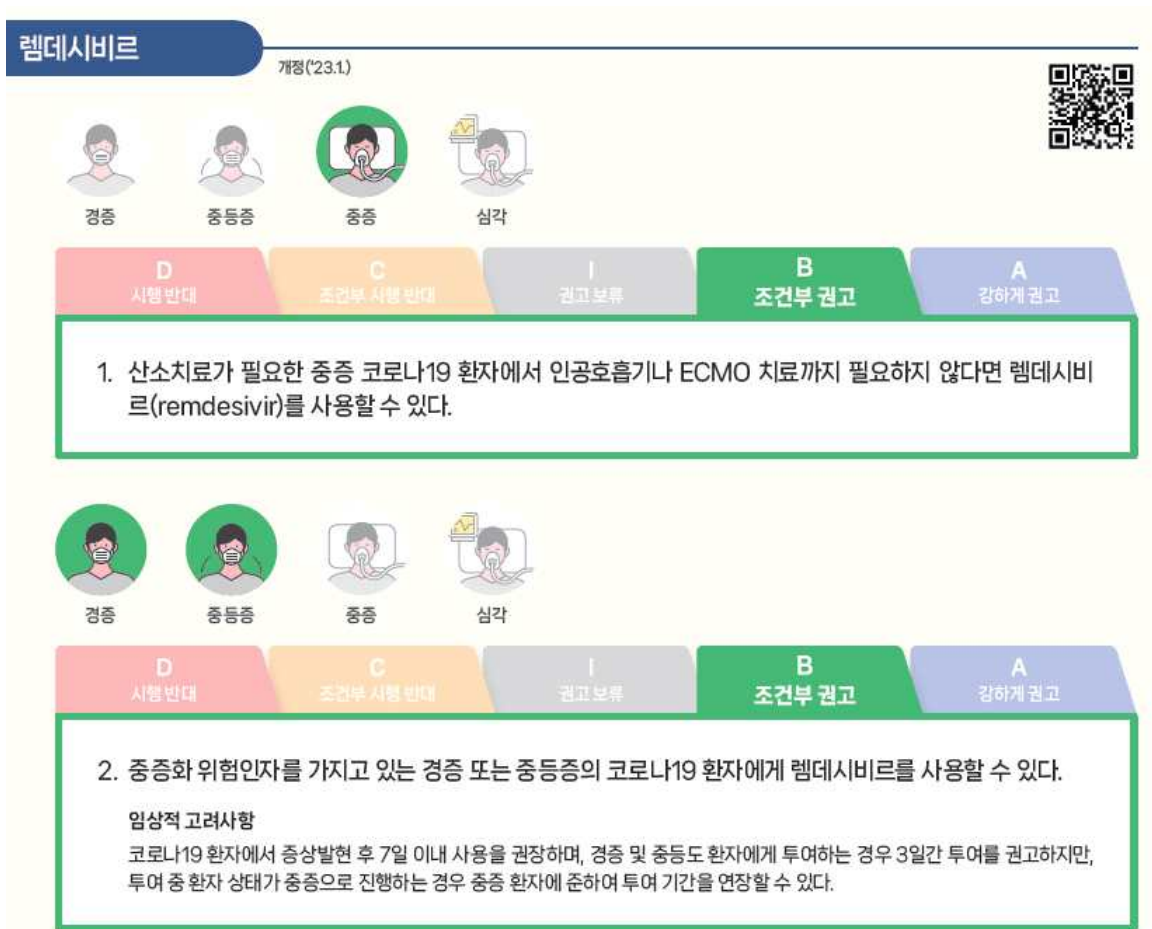 렘데시비르
개정('23.1.)
경증 중등증 중증 심각
D C I B A
시행 반대 조건부 시행 반대 권고 보류 조건부 권고 강하게 권고
1. 산소치료가 필요한 중증 코로나19 환자에서 인공호흡기나 ECMO 치료까지 필요하지 않다면 렘데시비
르(remdesivir)를 사용할 수 있다.
경증 중등증 중증 심각
D C I B A
시행 반대 조건부 시행 반대 권고 보류 조건부 권고 강하게 권고
2. 중증화 위험인자를 가지고 있는 경증 또는 중등증의 코로나19 환자에게 렘데시비르를 사용할 수 있다.
임상적 고려사항
코로나19 환자에서 증상발현 후 7일 이내 사용을 권장하며, 경증 및 중등도 환자에게 투여하는 경우 3일간 투여를 권고하지만,
투여 중 환자 상태가 중증으로 진행하는 경우 중증 환자에 준하여 투여 기간을 연장할 수 있다.